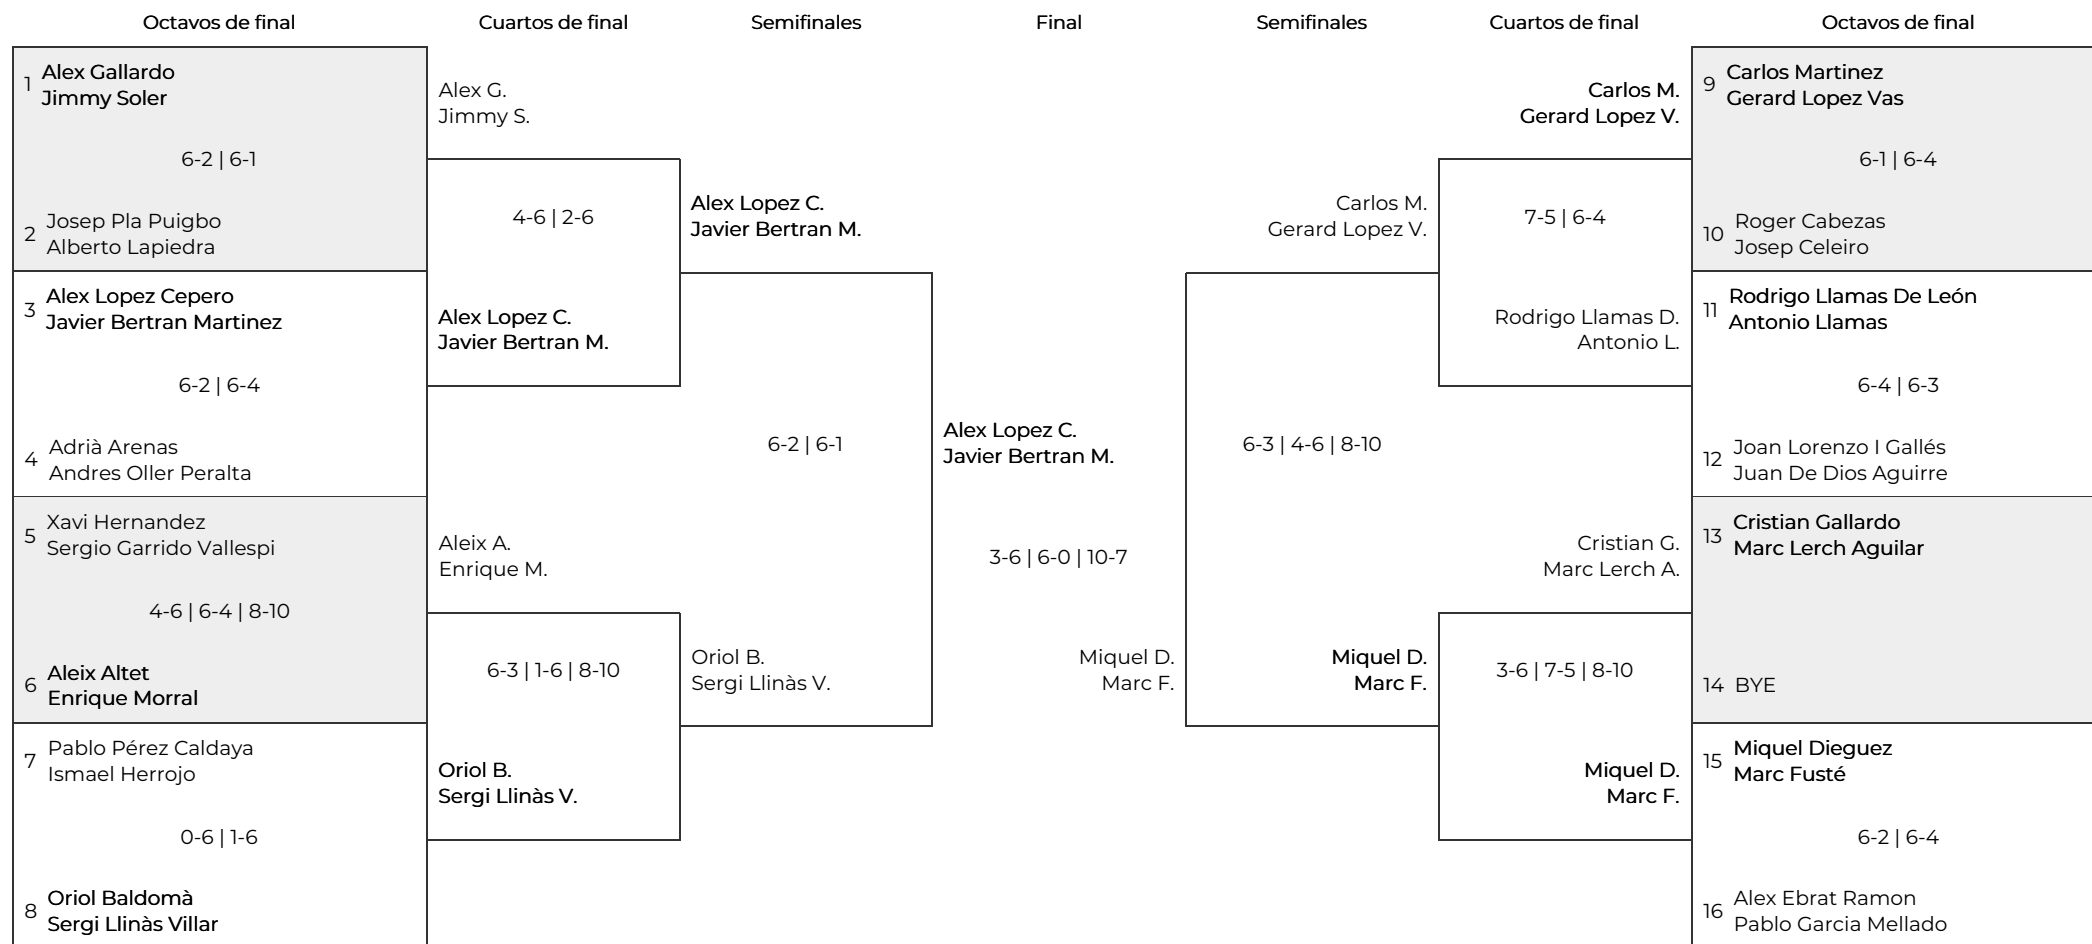 Octavos de final
Cuartos de final
Semifinales
Final
Semifinales
Cuartos de final
Octavos de final
1
Alex Gallardo
Jimmy Soler
6-2 | 6-1
2
Josep Pla Puigbo
Alberto Lapiedra
3
Alex Lopez Cepero
Javier Bertran Martinez
6-2 | 6-4
4
Adrià Arenas
Andres Oller Peralta
5
Xavi Hernandez
Sergio Garrido Vallespi
4-6 | 6-4 | 8-10
6
Aleix Altet
Enrique Morral
7
Pablo Pérez Caldaya
Ismael Herrojo
0-6 | 1-6
8
Oriol Baldomà
Sergi Llinàs Villar
Alex G.
Jimmy S.
4-6 | 2-6
Alex Lopez C.
Javier Bertran M.
Aleix A.
Enrique M.
6-3 | 1-6 | 8-10
Oriol B.
Sergi Llinàs V.
Alex Lopez C.
Javier Bertran M.
6-2 | 6-1
Oriol B.
Sergi Llinàs V.
Alex Lopez C.
Javier Bertran M.
3-6 | 6-0 | 10-7
Miquel D.
Marc F.
Carlos M.
Gerard Lopez V.
6-3 | 4-6 | 8-10
Miquel D.
Marc F.
Carlos M.
Gerard Lopez V.
7-5 | 6-4
Rodrigo Llamas D.
Antonio L.
Cristian G.
Marc Lerch A.
3-6 | 7-5 | 8-10
Miquel D.
Marc F.
9
Carlos Martinez
Gerard Lopez Vas
6-1 | 6-4
10
Roger Cabezas
Josep Celeiro
11
Rodrigo Llamas De León
Antonio Llamas
6-4 | 6-3
12
Joan Lorenzo I Gallés
Juan De Dios Aguirre
13
Cristian Gallardo
Marc Lerch Aguilar
14 BYE
15
Miquel Dieguez
Marc Fusté
6-2 | 6-4
16
Alex Ebrat Ramon
Pablo Garcia Mellado